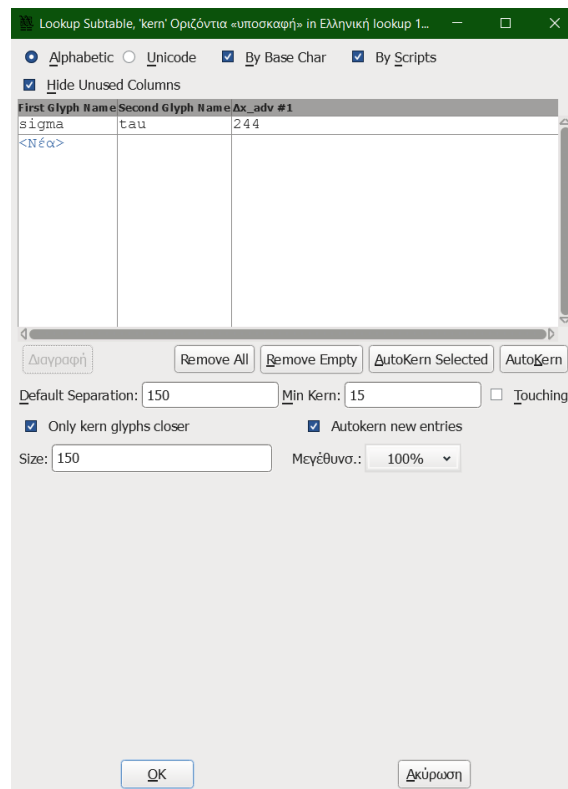 Lookup Subtable, 'kern' Οριζόντια «υποσκαφή» in Ελληνική lookup 1...
Alphabetic Unicode By Base Char By Scripts
Hide Unused Columns
First Glyph Name Second Glyph Name Δx_adv #1
sigma tau 244
<Νέα>
Διαγραφή Remove All Remove Empty AutoKern Selected AutoKern
Default Separation: 150 Min Kern: 15 Touching
Only kern glyphs closer Autokern new entries
Size: 150 Μεγέθυνσ.: 100%
OK Ακύρωση